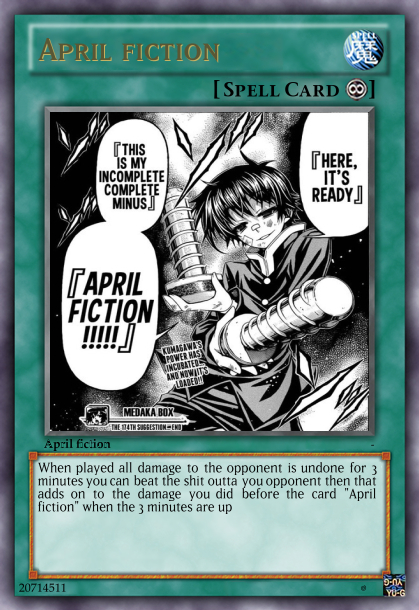 April fiction
魔
[Spell Card ]
『THIS
IS MY
INCOMPLETE
COMPLETE
MINUS』
『HERE,
IT'S
READY』
『APRIL
FICTION
!!!!!』
KUMAGAWA'S
POWER HAS
INCUBATED
AND NOW IT'S
LOADED!!
MEDAKA BOX
THE 174TH SUGGESTION=END
April fiction
-
When played all damage to the opponent is undone for 3
minutes you can beat the shit outta you opponent then that
adds on to the damage you did before the card "April
fiction" when the 3 minutes are up
20714511
YU-G